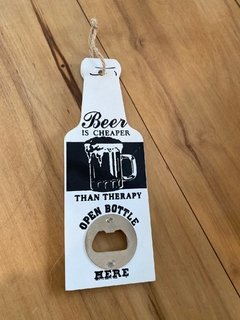 Beer
IS CHEAPER
THAN THERAPY
OPEN BOTTLE
HERE